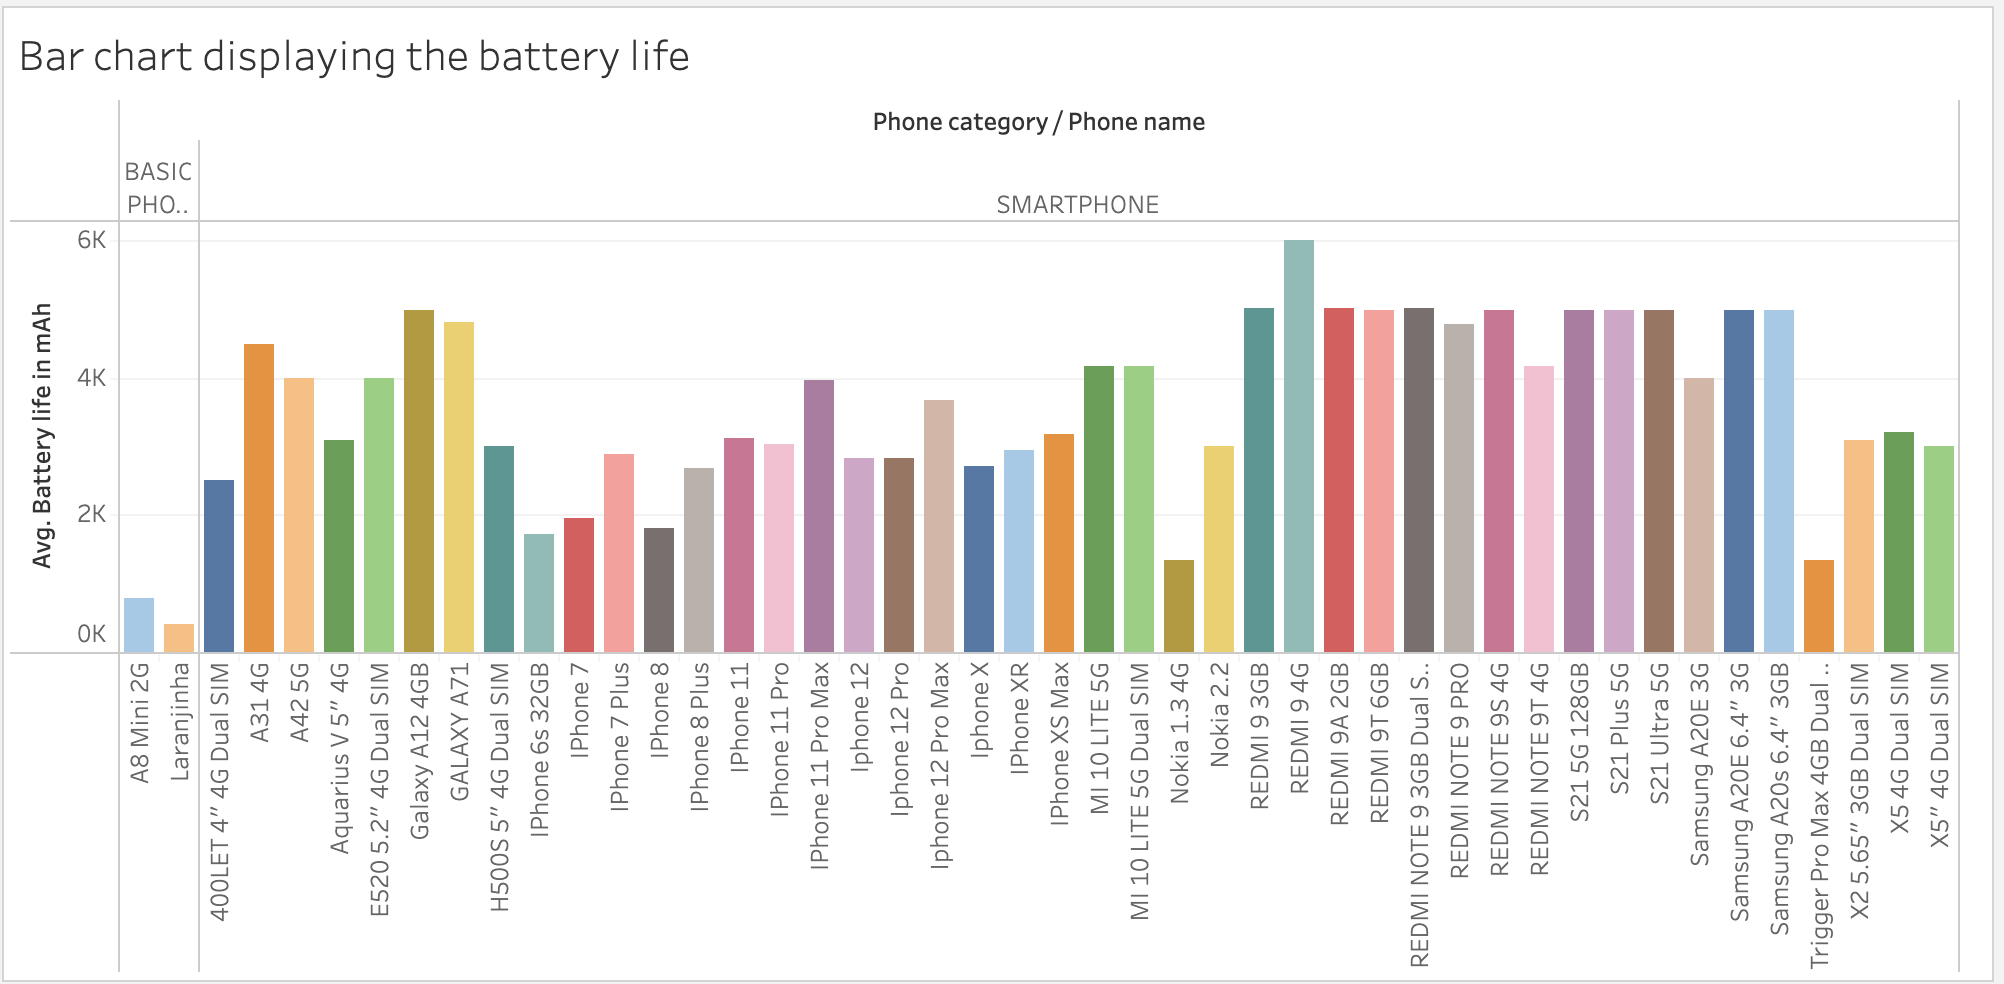 Bar chart displaying the battery life
Phone category / Phone name
BASIC
PHO..
SMARTPHONE
Avg. Battery life in mAh
6K
4K
2K
0K
A8 Mini 2G
Laranjinha
400LET 4” 4G Dual SIM
A31 4G
A42 5G
Aquarius V 5” 4G
E520 5.2” 4G Dual SIM
Galaxy A12 4GB
GALAXY A71
H500S 5” 4G Dual SIM
IPhone 6s 32GB
IPhone 7
IPhone 7 Plus
IPhone 8
IPhone 8 Plus
IPhone 11
IPhone 11 Pro
IPhone 11 Pro Max
Iphone 12
Iphone 12 Pro
Iphone 12 Pro Max
Iphone X
IPhone XR
IPhone XS Max
MI 10 LITE 5G
MI 10 LITE 5G Dual SIM
Nokia 1.3 4G
Nokia 2.2
REDMI 9 3GB
REDMI 9 4G
REDMI 9A 2GB
REDMI 9T 6GB
REDMI NOTE 9 3GB Dual S..
REDMI NOTE 9 PRO
REDMI NOTE 9S 4G
REDMI NOTE 9T 4G
S21 5G 128GB
S21 Plus 5G
S21 Ultra 5G
Samsung A20E 3G
Samsung A20E 6.4” 3G
Samsung A20s 6.4” 3GB
Trigger Pro Max 4GB Dual ..
X2 5.65” 3GB Dual SIM
X5 4G Dual SIM
X5” 4G Dual SIM